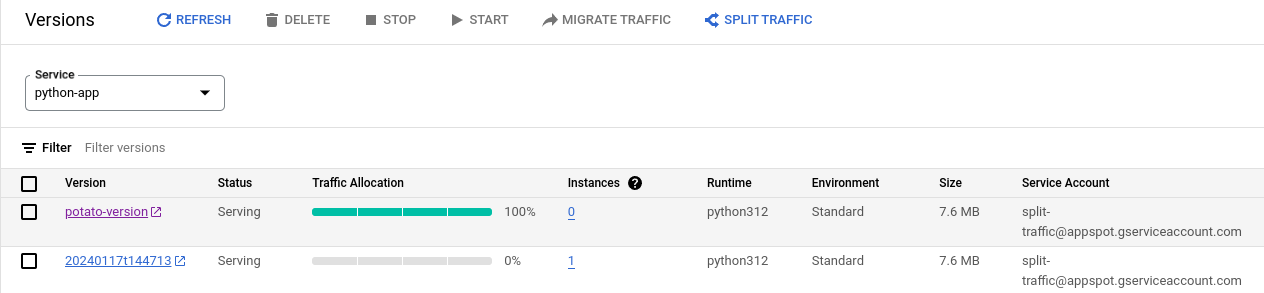 Versions REFRESH DELETE STOP START MIGRATE TRAFFIC SPLIT TRAFFIC
Service
python-app
Filter Filter versions
Version Status Traffic Allocation Instances ? Runtime Environment Size Service Account
potato-version Serving 100% 0 python312 Standard 7.6 MB split-
traffic@appspot.gserviceaccount.com
20240117t144713 Serving 0% 1 python312 Standard 7.6 MB split-
traffic@appspot.gserviceaccount.com